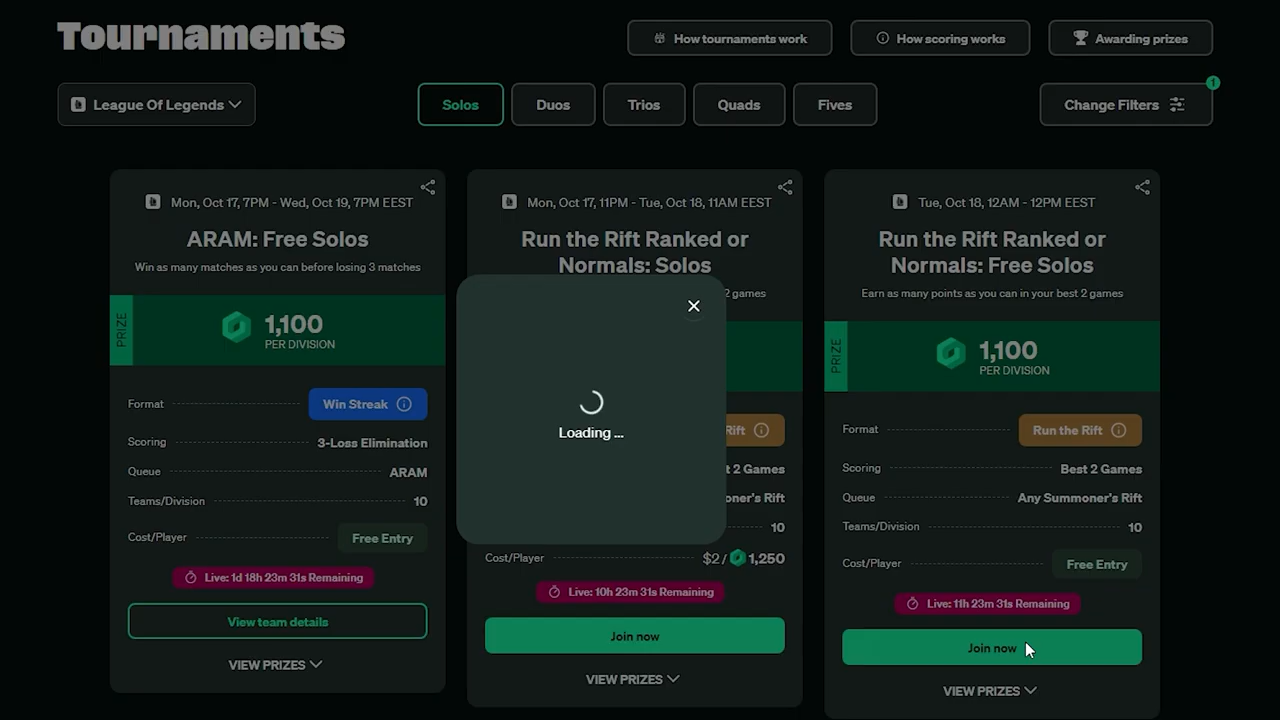 Tournaments
How tournaments work
How scoring works
Awarding prizes
League Of Legends
Solos
Duos
Trios
Quads
Fives
Change Filters
1
Mon, Oct 17, 7PM - Wed, Oct 19, 7PM EEST
ARAM: Free Solos
Win as many matches as you can before losing 3 matches
PRIZE
1,100
PER DIVISION
Format
Win Streak
Scoring
3-Loss Elimination
Queue
ARAM
Teams/Division
10
Cost/Player
Free Entry
Live: 1d 18h 23m 31s Remaining
View team details
VIEW PRIZES
Mon, Oct 17, 11PM - Tue, Oct 18, 11AM EEST
Run the Rift Ranked or
Normals: Solos
2 games
Loading ...
Rift
t 2 Games
oner's Rift
10
Cost/Player
$2 / 1,250
Live: 10h 23m 31s Remaining
Join now
VIEW PRIZES
Tue, Oct 18, 12AM - 12PM EEST
Run the Rift Ranked or
Normals: Free Solos
Earn as many points as you can in your best 2 games
PRIZE
1,100
PER DIVISION
Format
Run the Rift
Scoring
Best 2 Games
Queue
Any Summoner's Rift
Teams/Division
10
Cost/Player
Free Entry
Live: 11h 23m 31s Remaining
Join now
VIEW PRIZES